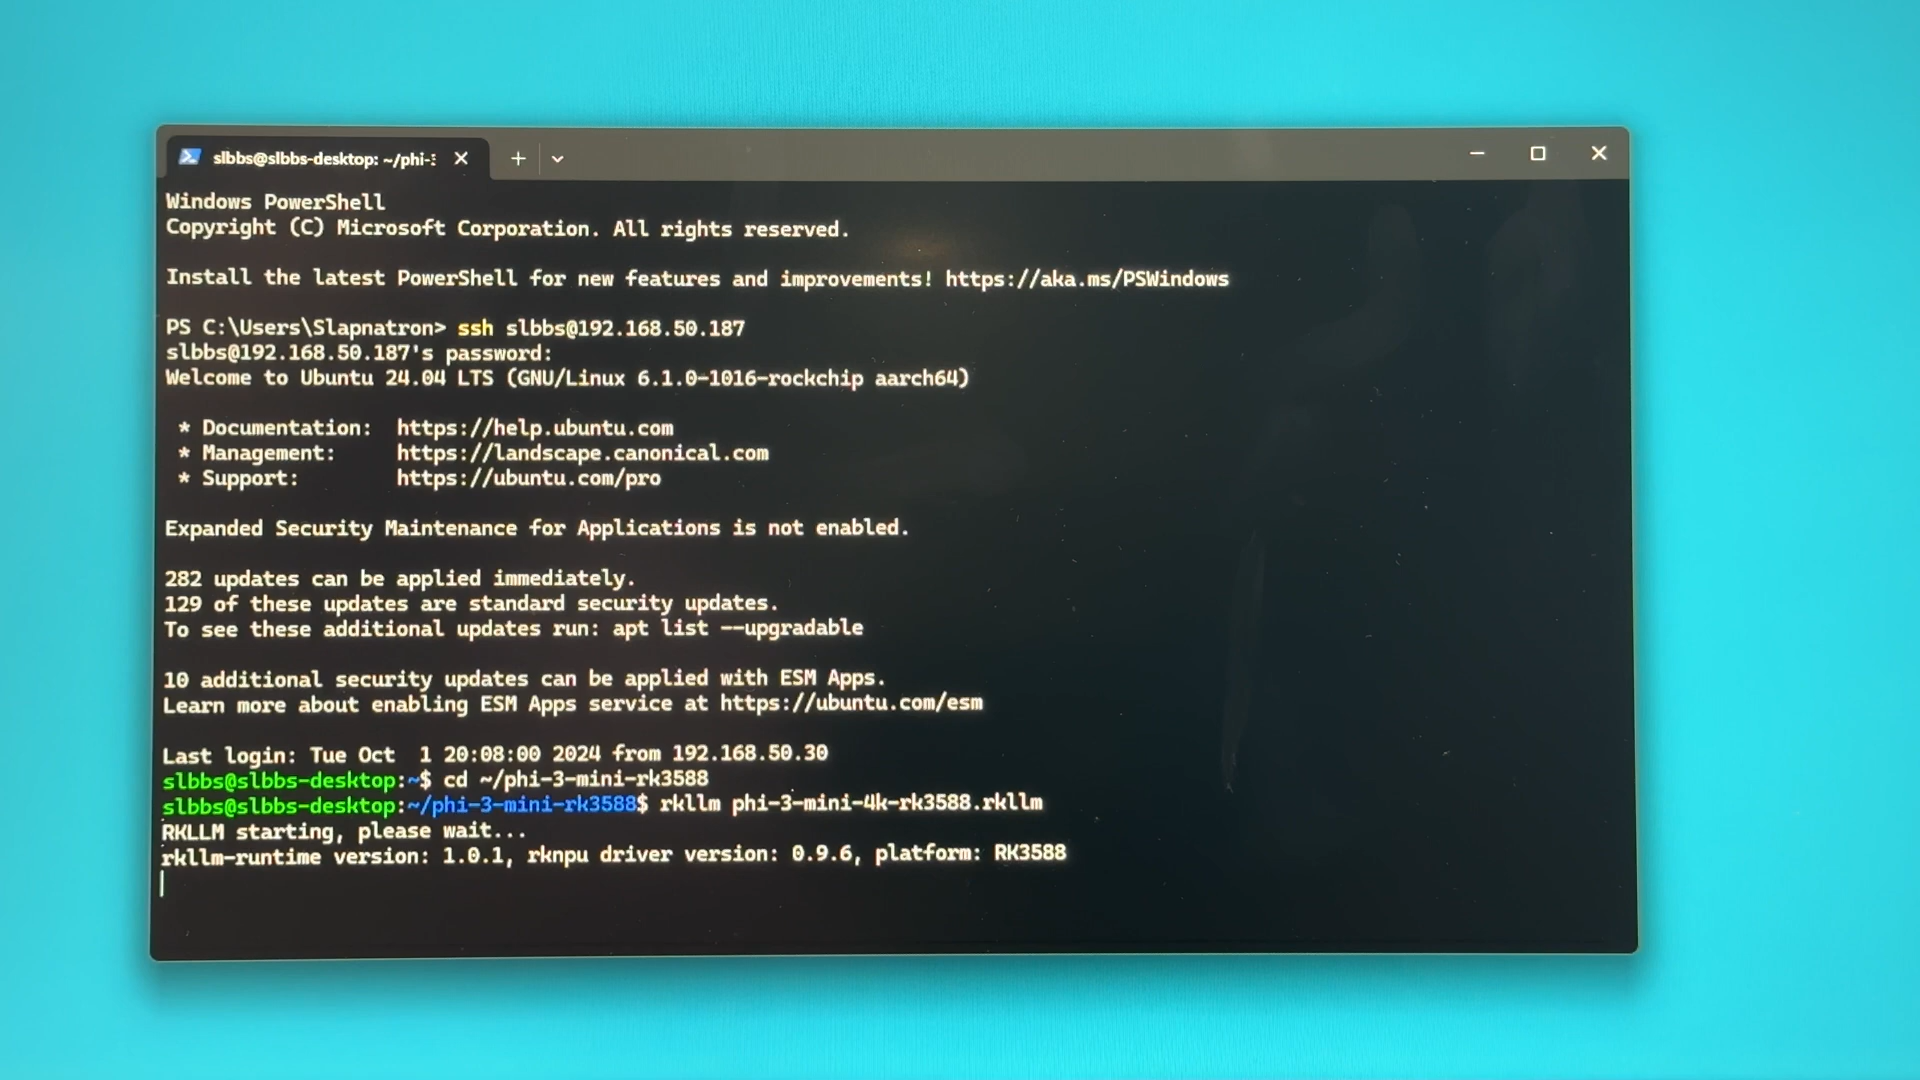 slbbs@slbbs-desktop: ~/phi-
Windows PowerShell
Copyright (C) Microsoft Corporation. All rights reserved.
Install the latest PowerShell for new features and improvements! https://aka.ms/PSWindows
PS C:\Users\Slapnatron> ssh slbbs@192.168.50.187
slbbs@192.168.50.187's password:
Welcome to Ubuntu 24.04 LTS (GNU/Linux 6.1.0-1016-rockchip aarch64)
* Documentation: https://help.ubuntu.com
* Management: https://landscape.canonical.com
* Support: https://ubuntu.com/pro
Expanded Security Maintenance for Applications is not enabled.
282 updates can be applied immediately.
129 of these updates are standard security updates.
To see these additional updates run: apt list --upgradable
10 additional security updates can be applied with ESM Apps.
Learn more about enabling ESM Apps service at https://ubuntu.com/esm
Last login: Tue Oct  1 20:08:00 2024 from 192.168.50.30
slbbs@slbbs-desktop:~$ cd ~/phi-3-mini-rk3588
slbbs@slbbs-desktop:~/phi-3-mini-rk3588$ rkllm phi-3-mini-4k-rk3588.rkllm
RKLLM starting, please wait...
rkllm-runtime version: 1.0.1, rknpu driver version: 0.9.6, platform: RK3588